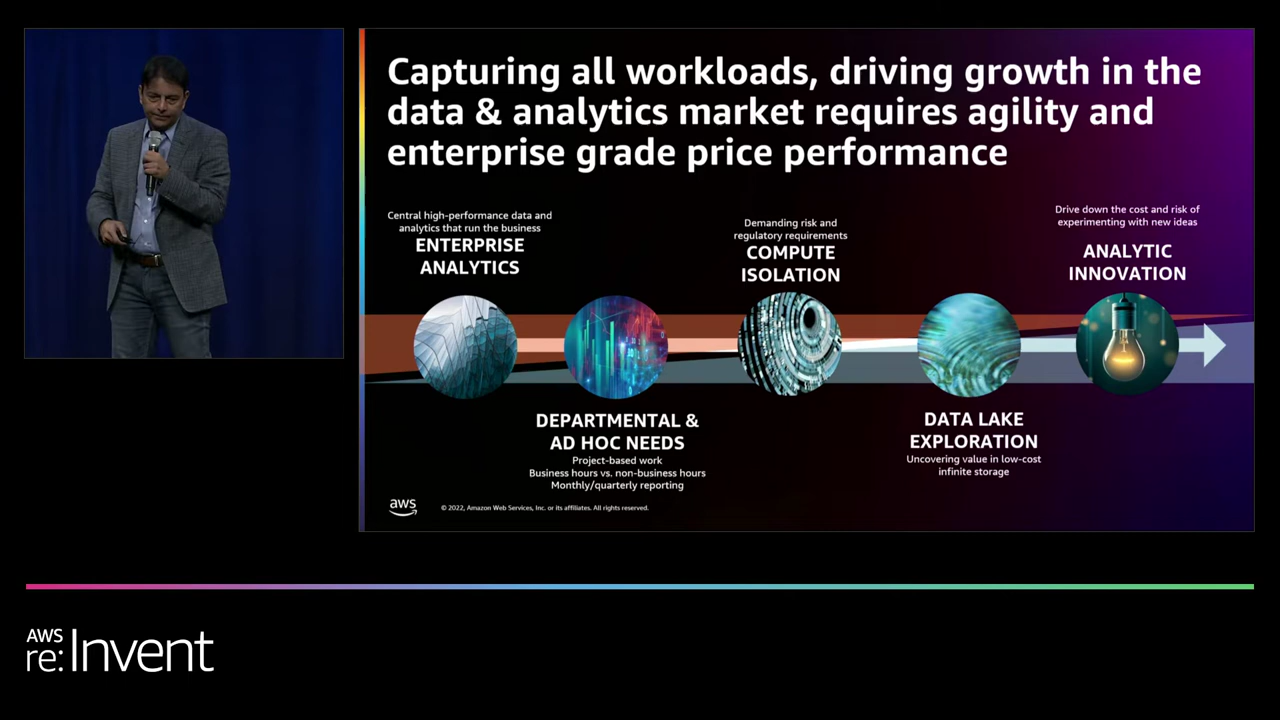 Capturing all workloads, driving growth in the
data & analytics market requires agility and
enterprise grade price performance
Central high-performance data and
analytics that run the business
ENTERPRISE
ANALYTICS
DEPARTMENTAL &
AD HOC NEEDS
Project-based work
Business hours vs. non-business hours
Monthly/quarterly reporting
Demanding risk and
regulatory requirements
COMPUTE
ISOLATION
DATA LAKE
EXPLORATION
Uncovering value in low-cost
infinite storage
Drive down the cost and risk of
experimenting with new ideas
ANALYTIC
INNOVATION
aws
© 2022, Amazon Web Services, Inc. or its affiliates. All rights reserved.
AWS
re:Invent